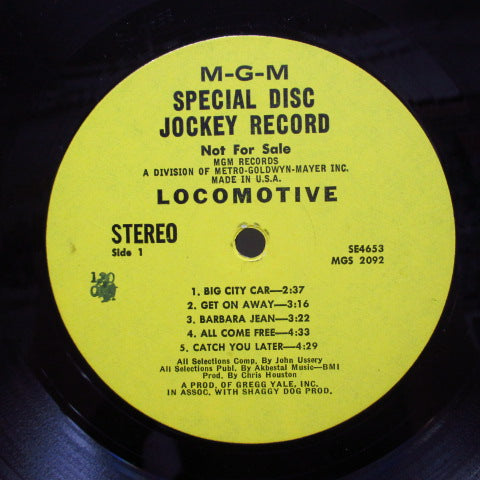 M-G-M
SPECIAL DISC
JOCKEY RECORD
Not For Sale
MGM RECORDS
A DIVISION OF METRO-GOLDWYN-MAYER INC.
MADE IN U.S.A.
LOCOMOTIVE
STEREO
Side 1
SE4653
MGS 2092
1. BIG CITY CAR—2:37
2. GET ON AWAY—3:16
3. BARBARA JEAN—3:22
4. ALL COME FREE—4:33
5. CATCH YOU LATER—4:29
All Selections Comp. By John Ussery
All Selections Publ. By Akbestal Music—BMI
Prod. By Chris Houston
A PROD. OF GREGG YALE, INC.
IN ASSOC. WITH SHAGGY DOG PROD.